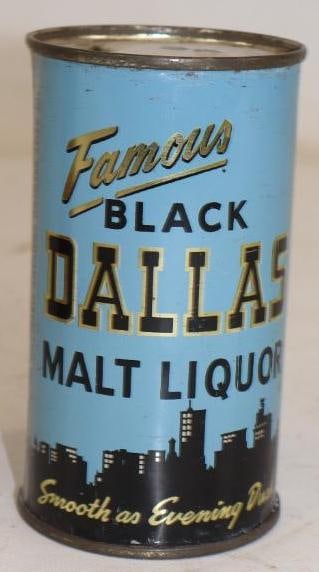 Famous
BLACK
DALLAS
MALT LIQUOR
Smooth as Evening